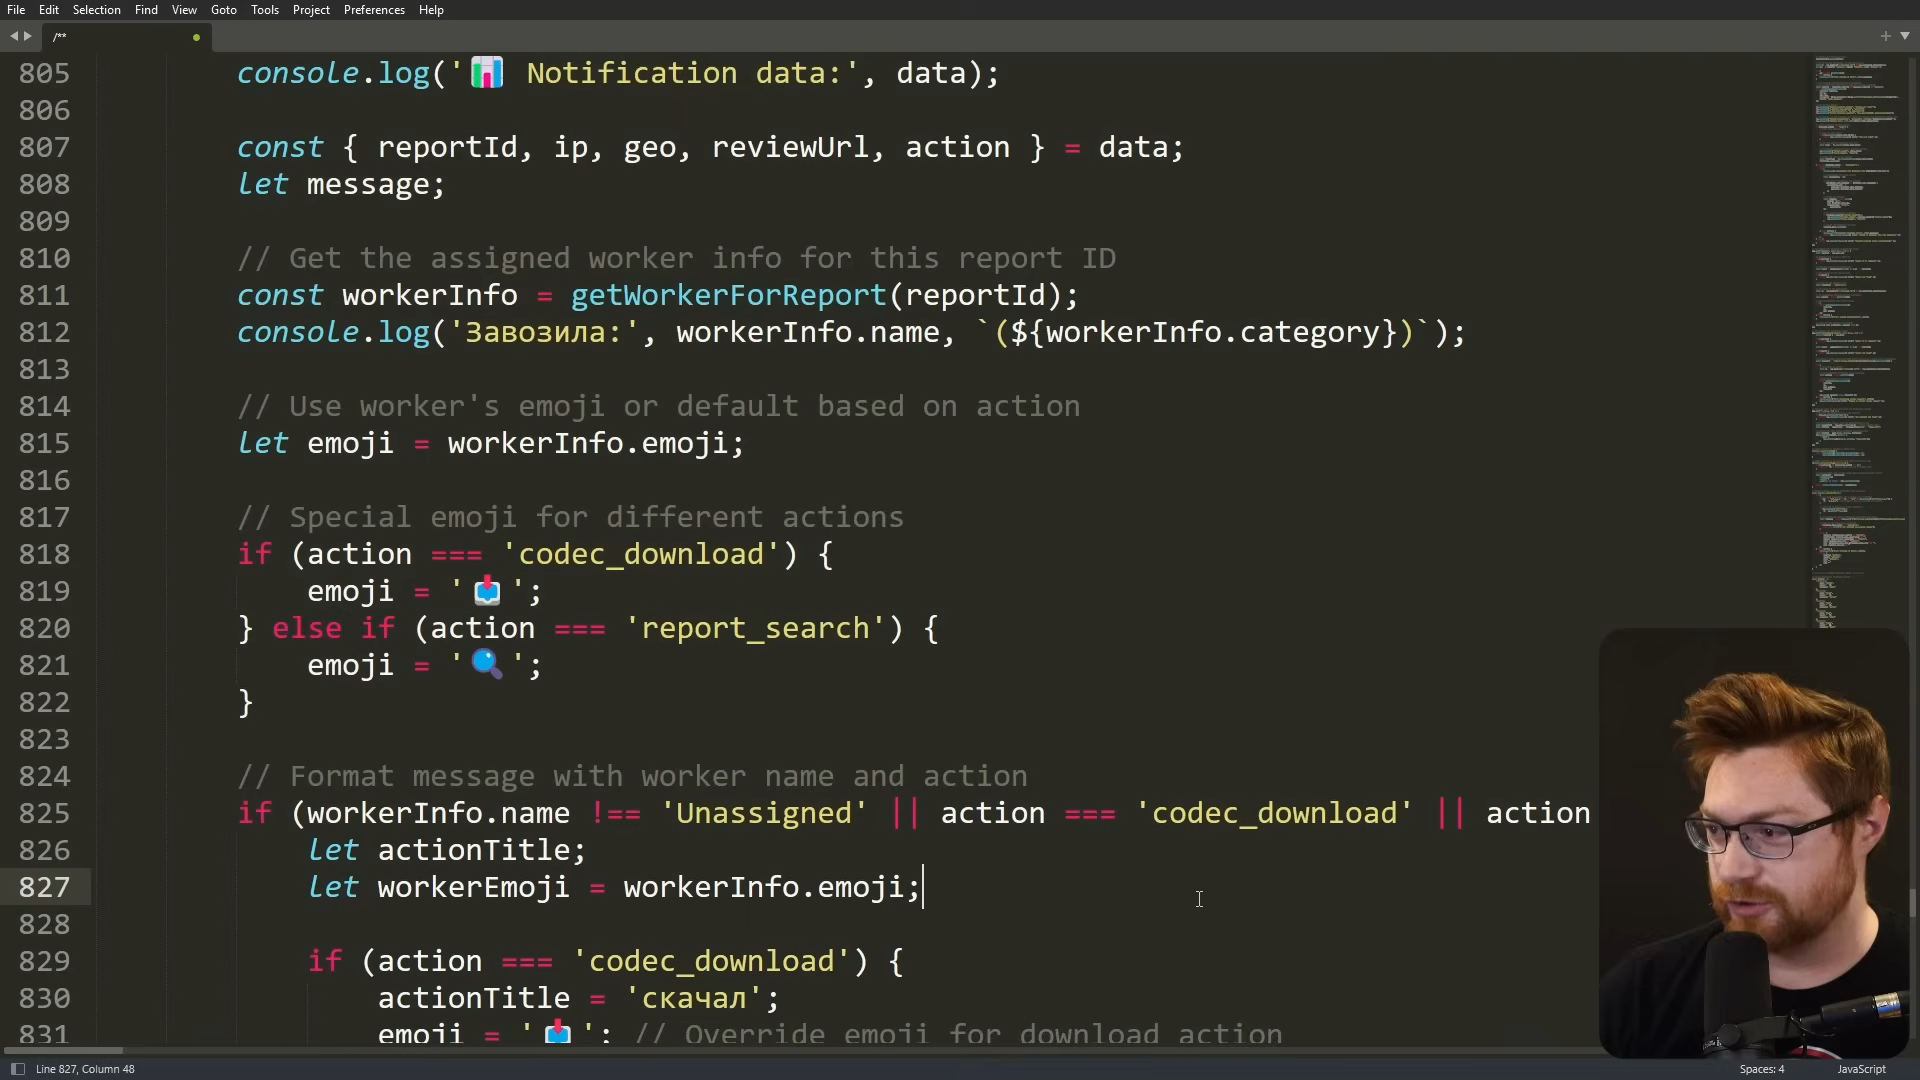 File Edit Selection Find View Goto Tools Project Preferences Help
/**
805 console.log('📊 Notification data:', data);
806
807 const { reportId, ip, geo, reviewUrl, action } = data;
808 let message;
809
810 // Get the assigned worker info for this report ID
811 const workerInfo = getWorkerForReport(reportId);
812 console.log('Завозила:', workerInfo.name, `(${workerInfo.category})`);
813
814 // Use worker's emoji or default based on action
815 let emoji = workerInfo.emoji;
816
817 // Special emoji for different actions
818 if (action === 'codec_download') {
819 emoji = '📥';
820 } else if (action === 'report_search') {
821 emoji = '🔍';
822 }
823
824 // Format message with worker name and action
825 if (workerInfo.name !== 'Unassigned' || action === 'codec_download' || action
826 let actionTitle;
827 let workerEmoji = workerInfo.emoji;
828
829 if (action === 'codec_download') {
830 actionTitle = 'скачал';
831 emoji = '📥'; // Override emoji for download action
Line 827, Column 48 Spaces: 4 JavaScript